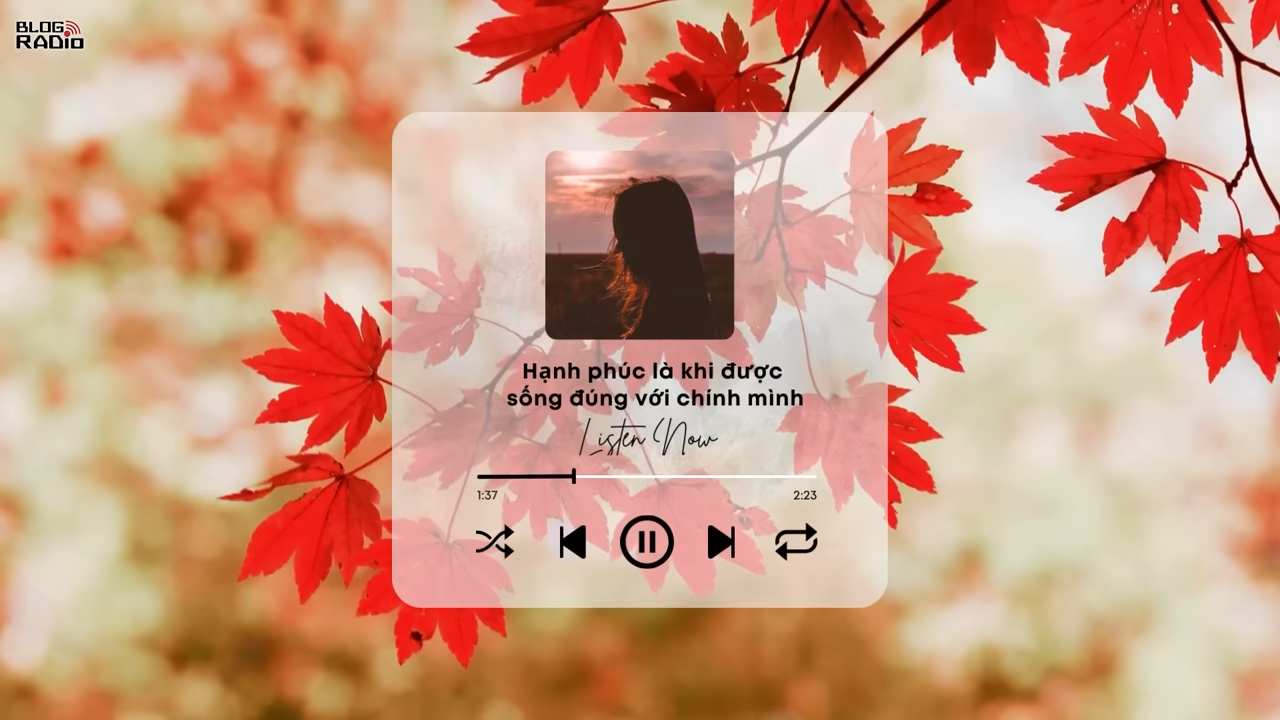 BLOG
RADIO
Hạnh phúc là khi được
sống đúng với chính mình
Listen Now
1:37
2:23